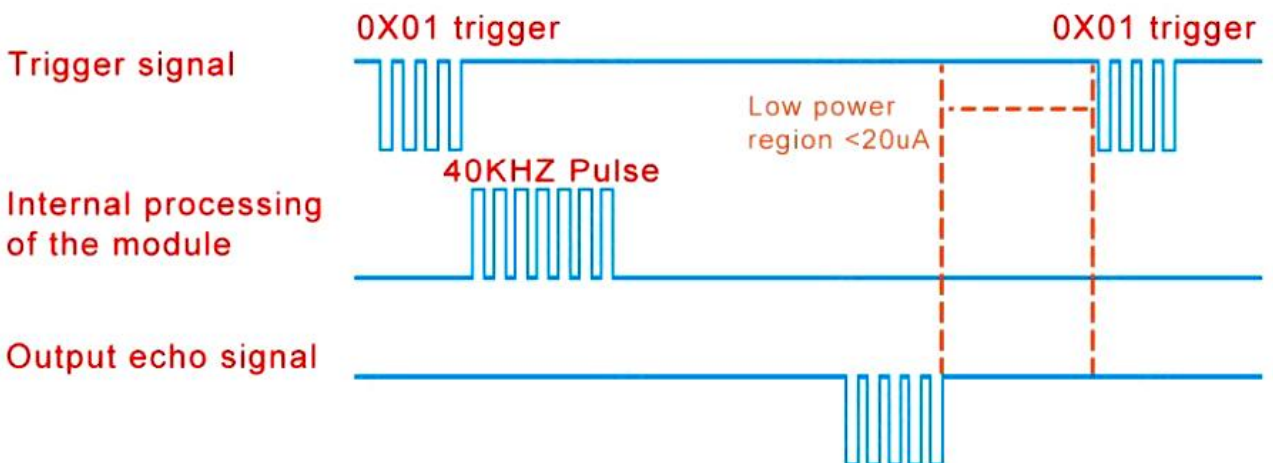 0X01 trigger
0X01 trigger
Trigger signal
Low power
region <20uA
40KHZ Pulse
Internal processing
of the module
Output echo signal